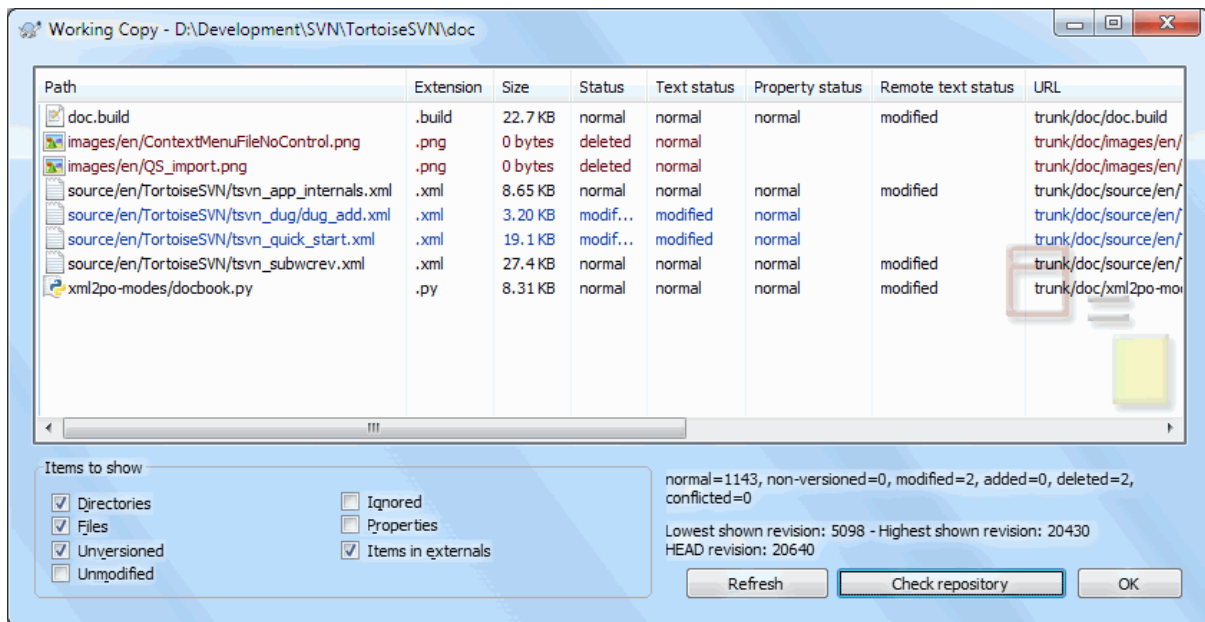 Working Copy - D:\Development\SVN\TortoiseSVN\doc
Path Extension Size Status Text status Property status Remote text status URL
doc.build .build 22.7 KB normal normal normal modified trunk/doc/doc.build
images/en/ContextMenuFileNoControl.png .png 0 bytes deleted normal trunk/doc/images/en/
images/en/QS_import.png .png 0 bytes deleted normal trunk/doc/images/en/
source/en/TortoiseSVN/tsvn_app_internals.xml .xml 8.65 KB normal normal normal modified trunk/doc/source/en/
source/en/TortoiseSVN/tsvn_dug/dug_add.xml .xml 3.20 KB modif... modified normal trunk/doc/source/en/
source/en/TortoiseSVN/tsvn_quick_start.xml .xml 19.1 KB modif... modified normal trunk/doc/source/en/
source/en/TortoiseSVN/tsvn_subwcrev.xml .xml 27.4 KB normal normal normal modified trunk/doc/source/en/
xml2po-modes/docbook.py .py 8.31 KB normal normal normal modified trunk/doc/xml2po-mo
Items to show
Directories Ignored
Files Properties
Unversioned Items in externals
Unmodified
normal=1143, non-versioned=0, modified=2, added=0, deleted=2,
conflicted=0
Lowest shown revision: 5098 - Highest shown revision: 20430
HEAD revision: 20640
Refresh Check repository OK